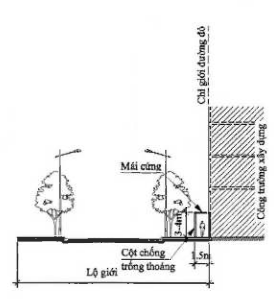 Chỉ giới đường đỏ
Công trường xây dựng
Mái cứng
3-4m
Cột chống
trống thoáng
1.5m
Lộ giới